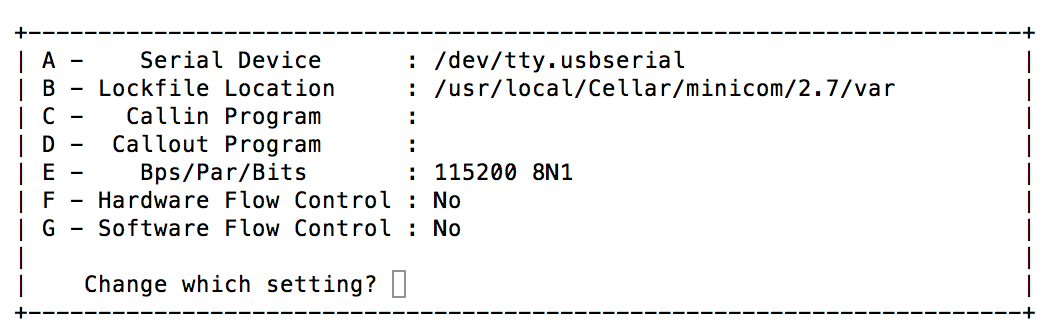 +-----------------------------------------------------------------------+
| A -    Serial Device      : /dev/tty.usbserial                        |
| B - Lockfile Location     : /usr/local/Cellar/minicom/2.7/var         |
| C -   Callin Program      :                                           |
| D -  Callout Program      :                                           |
| E -    Bps/Par/Bits       : 115200 8N1                                |
| F - Hardware Flow Control : No                                        |
| G - Software Flow Control : No                                        |
|                                                                       |
|    Change which setting?                                              |
+-----------------------------------------------------------------------+